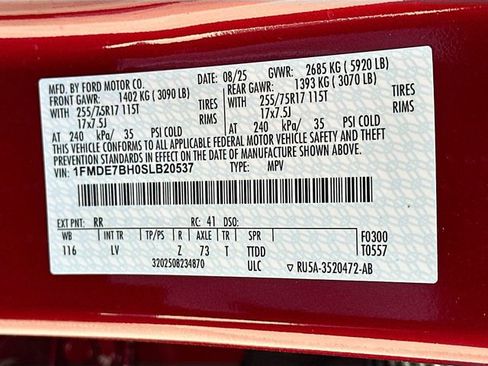 MFD. BY FORD MOTOR CO. DATE: 08/25 GVWR: 2685 KG ( 5920 LB)
FRONT GAWR: 1402 KG ( 3090 LB) REAR GAWR: 1393 KG ( 3070 LB)
WITH 255/75R17 115T TIRES WITH 255/75R17 115T TIRES
17x7.5J RIMS 17x7.5J RIMS
AT 240 kPa/ 35 PSI COLD AT 240 kPa/ 35 PSI COLD
THIS VEHICLE CONFORMS TO ALL APPLICABLE FEDERAL MOTOR VEHICLE SAFETY AND THEFT
PREVENTION STANDARDS IN EFFECT ON THE DATE OF MANUFACTURE SHOWN ABOVE.
VIN: 1FMDE7BH0SLB20537 TYPE: MPV
EXT PNT: RR RC: 41 DSO:
WB INT TR TP/PS R AXLE TR SPR F0300
116 LV Z 73 T TTDD T0557
3202508234870 ULC ▽ RU5A-3520472-AB